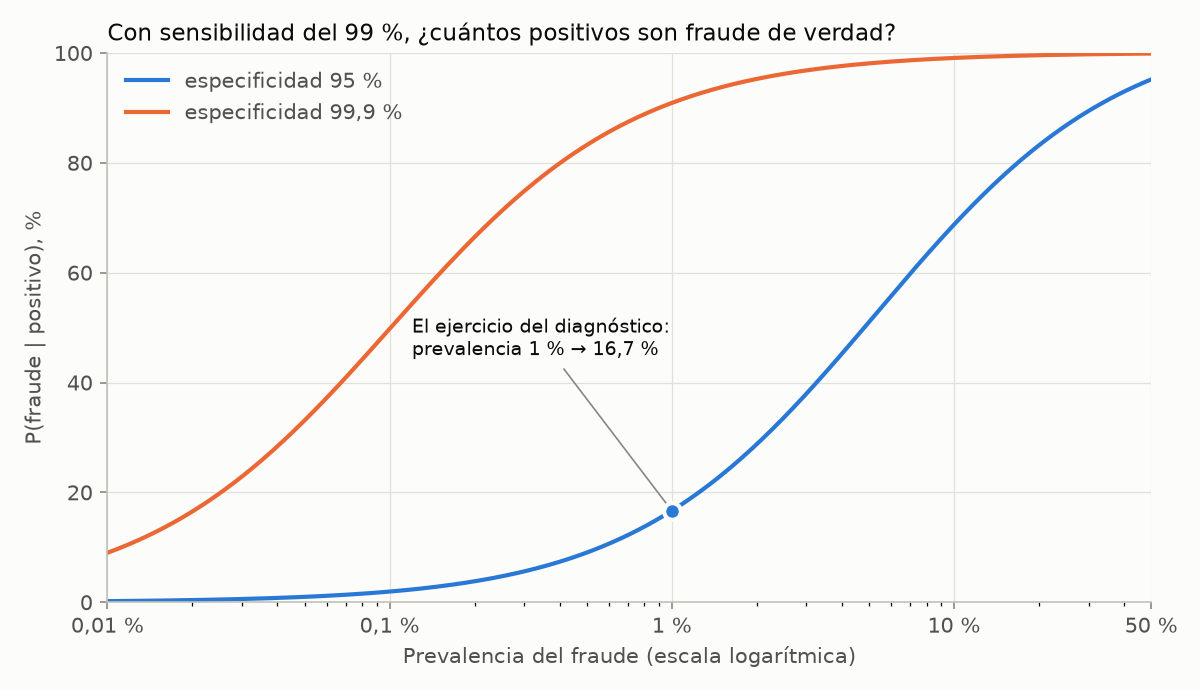 Con sensibilidad del 99 %, ¿cuántos positivos son fraude de verdad?
especificidad 95 %
especificidad 99,9 %
P(fraude | positivo), %
100
80
60
40
20
0
El ejercicio del diagnóstico:
prevalencia 1 % → 16,7 %
0,01 %
0,1 %
1 %
10 %
50 %
Prevalencia del fraude (escala logarítmica)